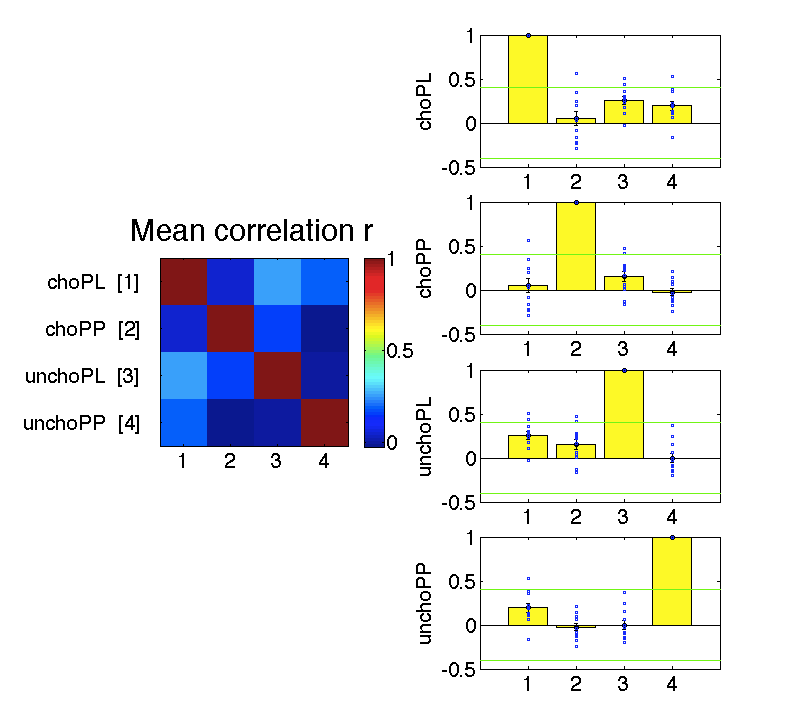 Mean correlation r
choPL [1]
choPP [2]
unchoPL [3]
unchoPP [4]
1 2 3 4
1
0.5
0
choPL
1
0.5
0
-0.5
1 2 3 4
choPP
1
0.5
0
-0.5
1 2 3 4
unchoPL
1
0.5
0
-0.5
1 2 3 4
unchoPP
1
0.5
0
-0.5
1 2 3 4